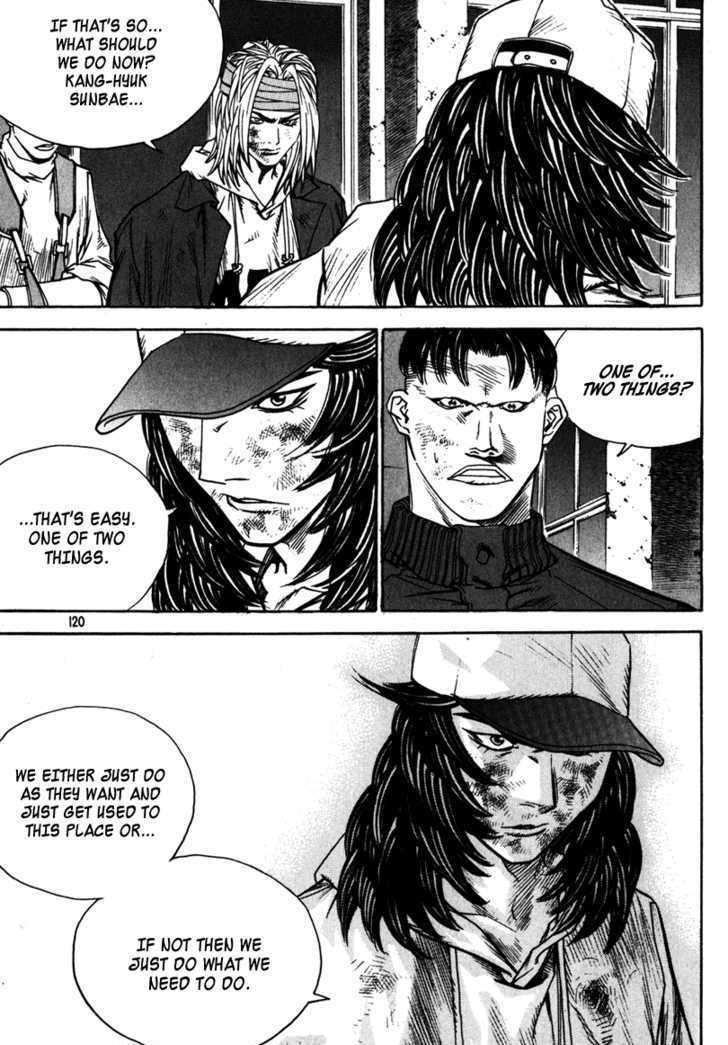 IF THAT'S SO...
WHAT SHOULD
WE DO NOW?
KANG-HYUK
SUNBAE...
...THAT'S EASY.
ONE OF TWO
THINGS.
ONE OF...
TWO THINGS?
120
WE EITHER JUST DO
AS THEY WANT AND
JUST GET USED TO
THIS PLACE OR...
IF NOT THEN WE
JUST DO WHAT WE
NEED TO DO.